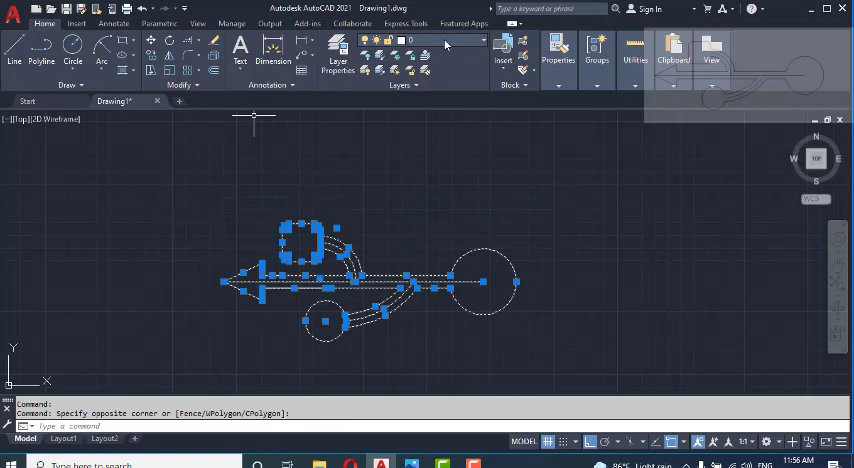 Autodesk AutoCAD 2021 Drawing1.dwg
Type a keyword or phrase
Sign In
Home Insert Annotate Parametric View Manage Output Add-ins Collaborate Express Tools Featured Apps
0
Line Polyline Circle Arc Text Dimension Layer Properties Insert Properties Groups Utilities Clipboard View
Draw Modify Annotation Layers Block
Start Drawing1*
[−][Top][2D Wireframe]
N
W TOP E
S
WCS
Y
X
Command:
Command: Specify opposite corner or [Fence/WPolygon/CPolygon]:
Type a command
Model Layout1 Layout2
MODEL 1:1
Type here to search
86°F Light rain ENG
11:56 AM